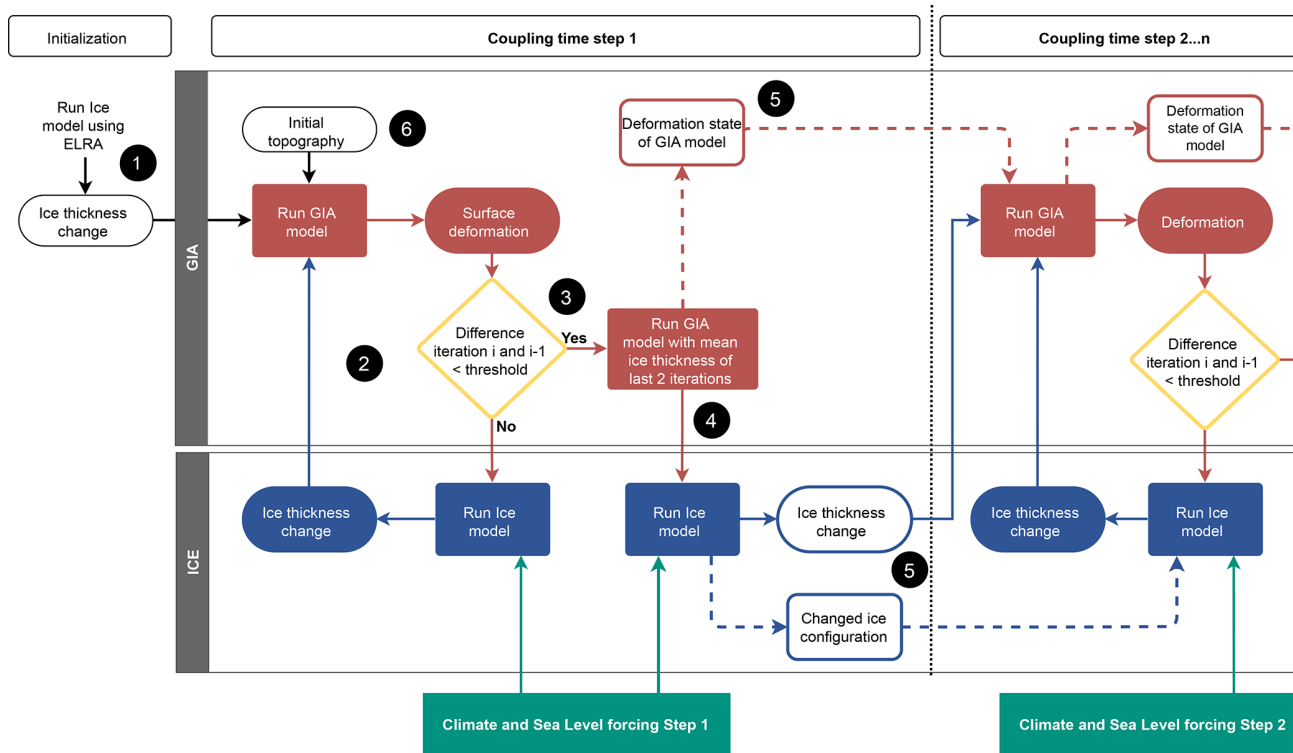 Initialization
Coupling time step 1
Coupling time step 2...n
Run Ice
model using
ELRA
1
Ice thickness
change
GIA
Initial
topography
6
Run GIA
model
Surface
deformation
Deformation state
of GIA model
5
Difference
iteration i and i-1
< threshold
3
Yes
No
2
Run GIA
model with mean
ice thickness of
last 2 iterations
4
Deformation
state of GIA
model
Run GIA
model
Deformation
Difference
iteration i and i-1
< threshold
ICE
Ice thickness
change
Run Ice
model
Run Ice
model
Ice thickness
change
5
Changed ice
configuration
Ice thickness
change
Run Ice
model
Climate and Sea Level forcing Step 1
Climate and Sea Level forcing Step 2